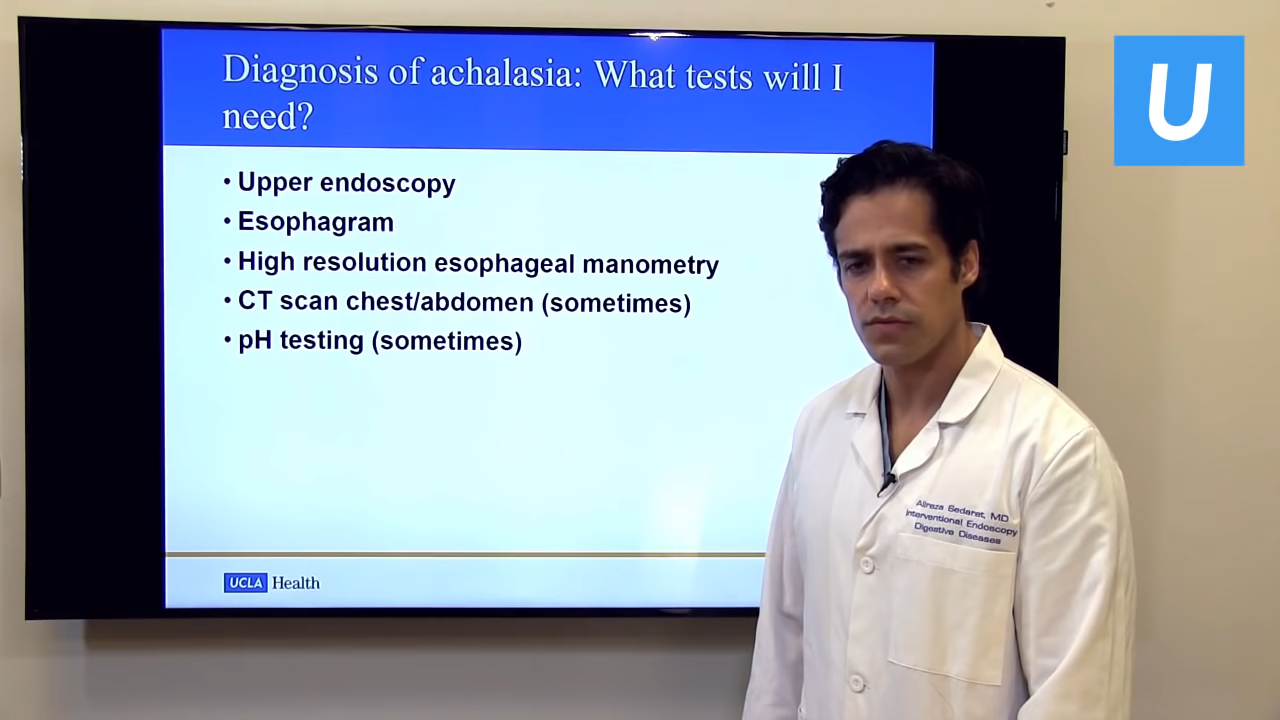 Diagnosis of achalasia: What tests will I
need?
• Upper endoscopy
• Esophagram
• High resolution esophageal manometry
• CT scan chest/abdomen (sometimes)
• pH testing (sometimes)
UCLA Health
U
Alireza Sedarat, MD
Interventional Endoscopy
Digestive Diseases